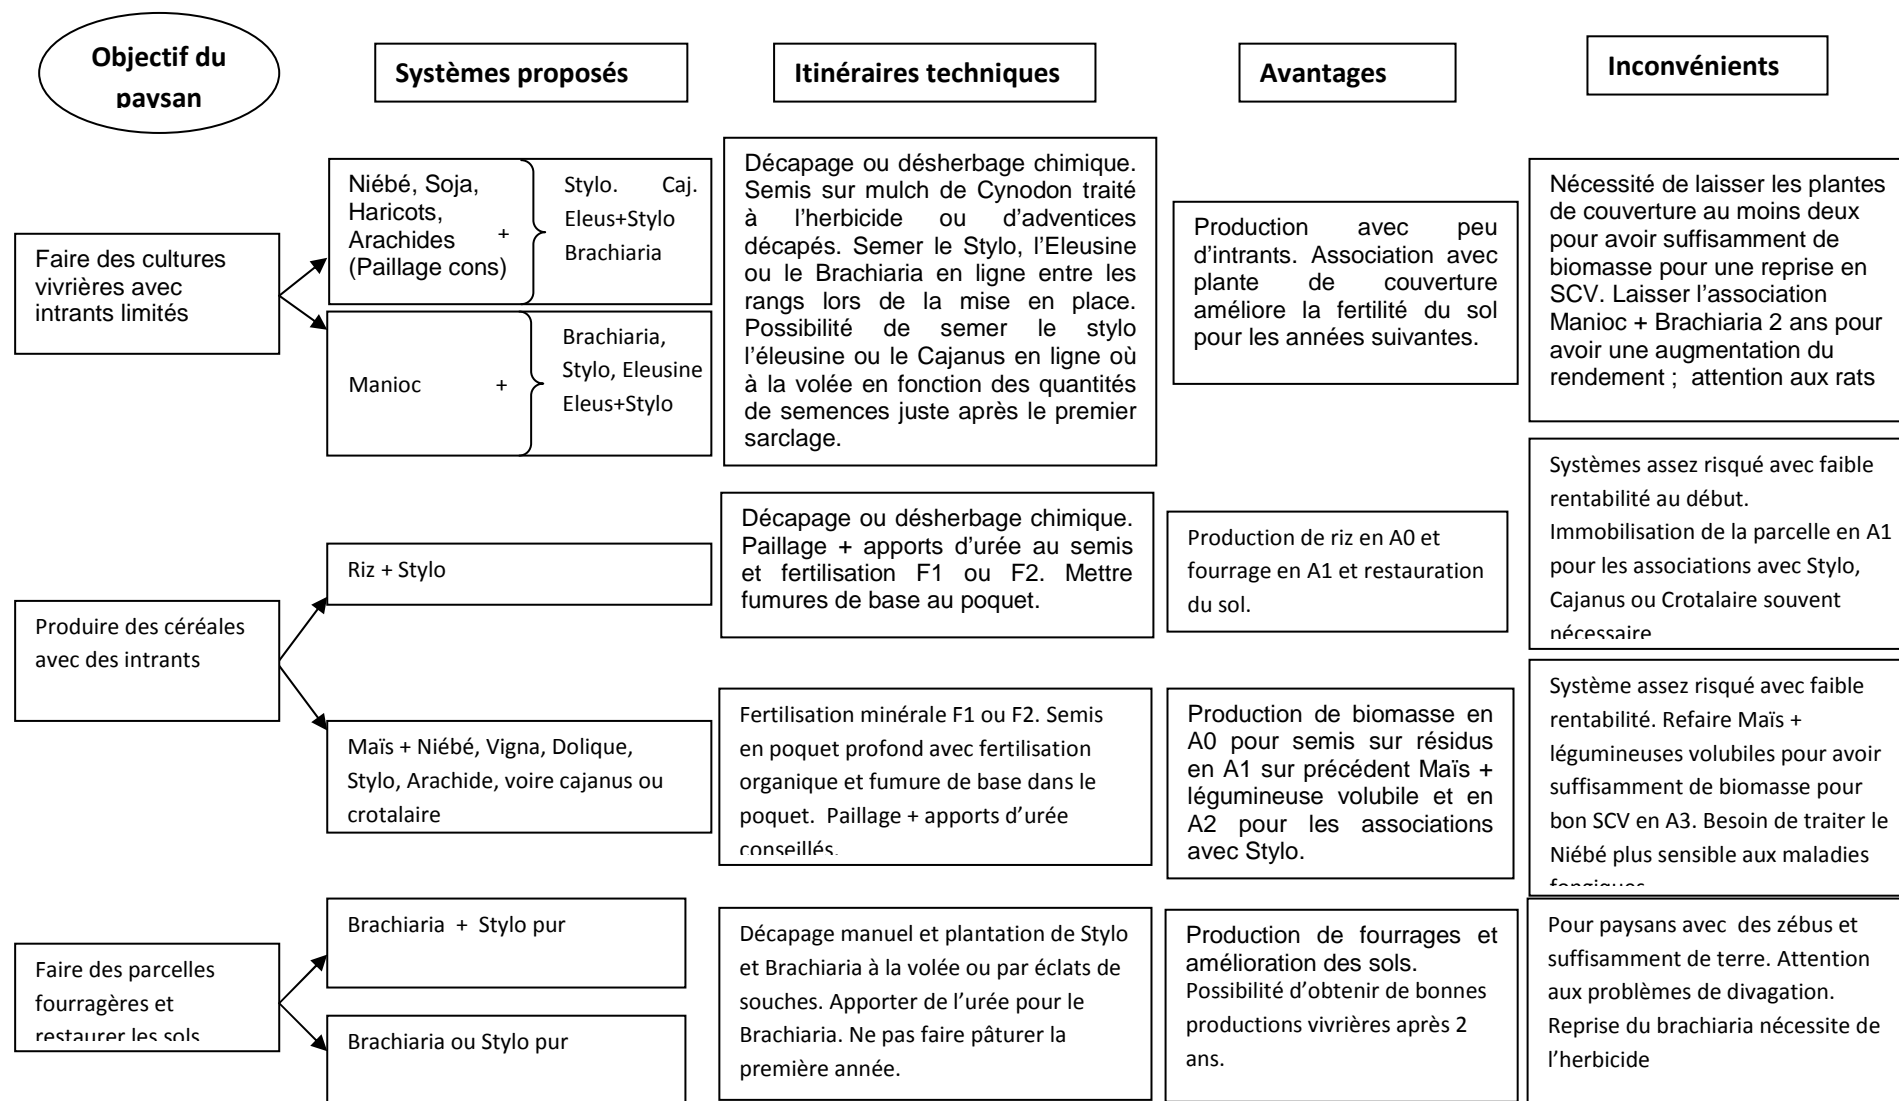 Objectif du
paysan
Systèmes proposés
Itinéraires techniques
Avantages
Inconvénients
Faire des cultures
vivrières avec
intrants limités
Niébé, Soja,
Haricots,
Arachides +
(Paillage cons)
Stylo. Caj.
Eleus+Stylo
Brachiaria
Manioc +
Brachiaria,
Stylo, Eleusine
Eleus+Stylo
Décapage ou désherbage chimique.
Semis sur mulch de Cynodon traité
à l’herbicide ou d’adventices
décapés. Semer le Stylo, l’Eleusine
ou le Brachiaria en ligne entre les
rangs lors de la mise en place.
Possibilité de semer le stylo
l’éleusine ou le Cajanus en ligne où
à la volée en fonction des quantités
de semences juste après le premier
sarclage.
Production avec peu
d’intrants. Association avec
plante de couverture
améliore la fertilité du sol
pour les années suivantes.
Nécessité de laisser les plantes
de couverture au moins deux
pour avoir suffisamment de
biomasse pour une reprise en
SCV. Laisser l’association
Manioc + Brachiaria 2 ans pour
avoir une augmentation du
rendement ; attention aux rats
Produire des céréales
avec des intrants
Riz + Stylo
Décapage ou désherbage chimique.
Paillage + apports d’urée au semis
et fertilisation F1 ou F2. Mettre
fumures de base au poquet.
Production de riz en A0 et
fourrage en A1 et restauration
du sol.
Systèmes assez risqué avec faible
rentabilité au début.
Immobilisation de la parcelle en A1
pour les associations avec Stylo,
Cajanus ou Crotalaire souvent
nécessaire
Maïs + Niébé, Vigna, Dolique,
Stylo, Arachide, voire cajanus ou
crotalaire
Fertilisation minérale F1 ou F2. Semis
en poquet profond avec fertilisation
organique et fumure de base dans le
poquet. Paillage + apports d’urée
conseillés.
Production de biomasse en
A0 pour semis sur résidus
en A1 sur précédent Maïs +
légumineuse volubile et en
A2 pour les associations
avec Stylo.
Système assez risqué avec faible
rentabilité. Refaire Maïs +
légumineuses volubiles pour avoir
suffisamment de biomasse pour
bon SCV en A3. Besoin de traiter le
Niébé plus sensible aux maladies
fongiques
Faire des parcelles
fourragères et
restaurer les sols
Brachiaria + Stylo pur
Brachiaria ou Stylo pur
Décapage manuel et plantation de Stylo
et Brachiaria à la volée ou par éclats de
souches. Apporter de l’urée pour le
Brachiaria. Ne pas faire pâturer la
première année.
Production de fourrages et
amélioration des sols.
Possibilité d’obtenir de bonnes
productions vivrières après 2
ans.
Pour paysans avec des zébus et
suffisamment de terre. Attention
aux problèmes de divagation.
Reprise du brachiaria nécessite de
l’herbicide